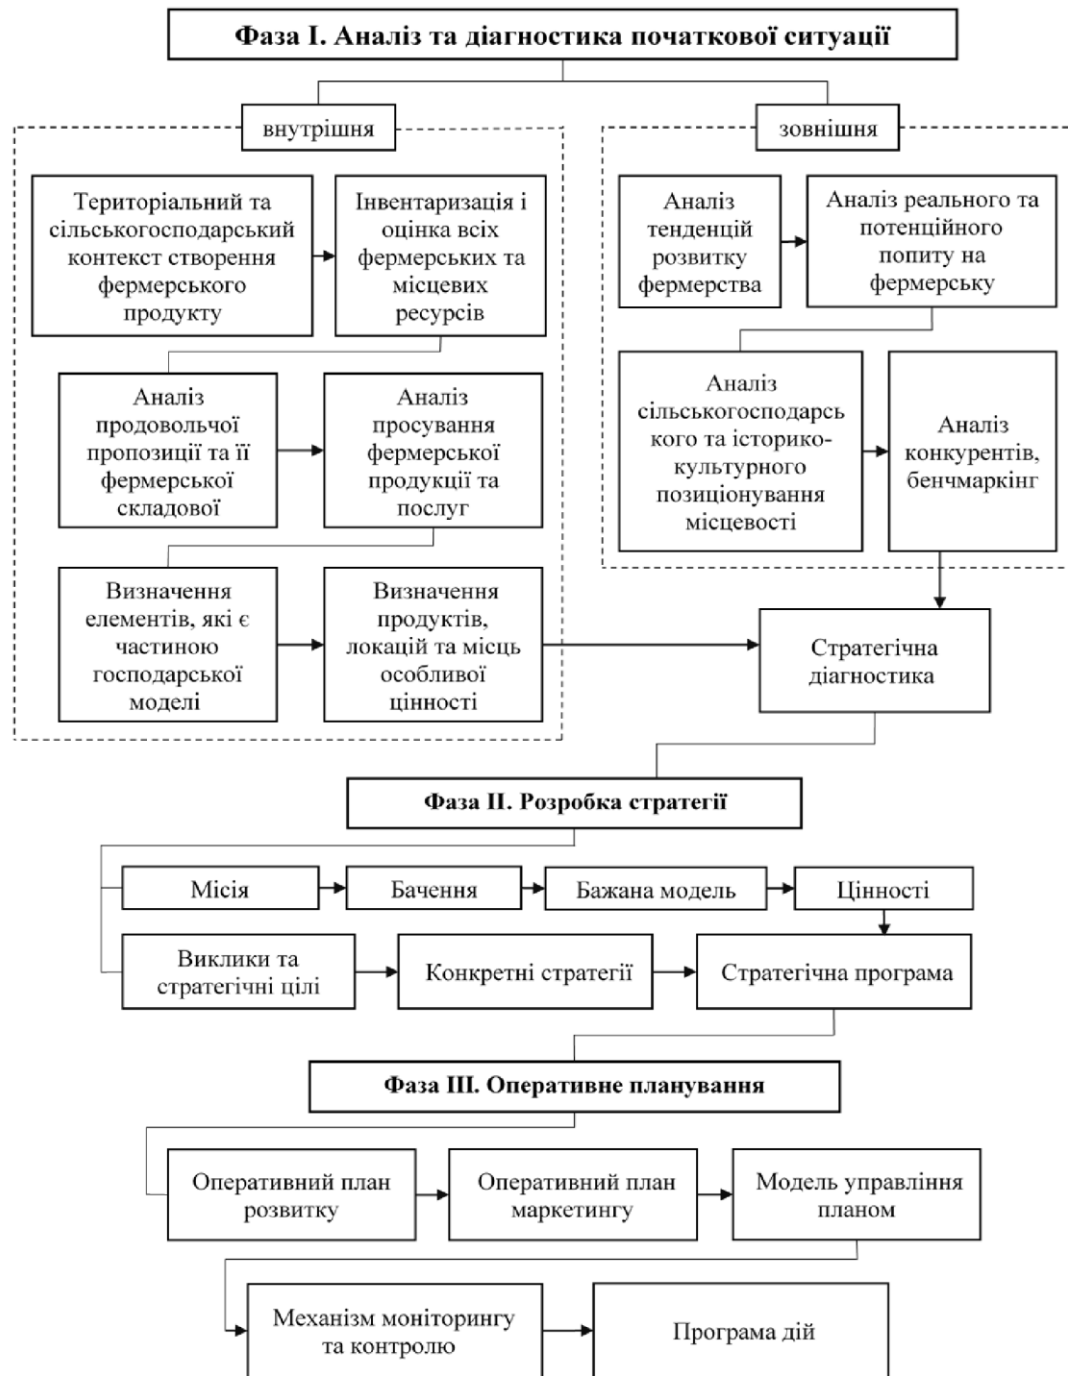 Фаза I. Аналіз та діагностика початкової ситуації
внутрішня
зовнішня
Територіальний та
сільськогосподарський
контекст створення
фермерського
продукту
Інвентаризація і
оцінка всіх
фермерських та
місцевих
ресурсів
Аналіз
тенденцій
розвитку
фермерства
Аналіз реального та
потенційного
попиту на
фермерську
Аналіз
продовольчої
пропозиції та її
фермерської
складової
Аналіз
просування
фермерської
продукції та
послуг
Аналіз
сільськогосподарсь
кого та історико-
культурного
позиціонування
місцевості
Аналіз
конкурентів,
бенчмаркінг
Визначення
елементів, які є
частиною
господарської
моделі
Визначення
продуктів,
локацій та місць
особливої
цінності
Стратегічна
діагностика
Фаза II. Розробка стратегії
Місія
Бачення
Бажана модель
Цінності
Виклики та
стратегічні цілі
Конкретні стратегії
Стратегічна програма
Фаза III. Оперативне планування
Оперативний план
розвитку
Оперативний план
маркетингу
Модель управління
планом
Механізм моніторингу
та контролю
Програма дій